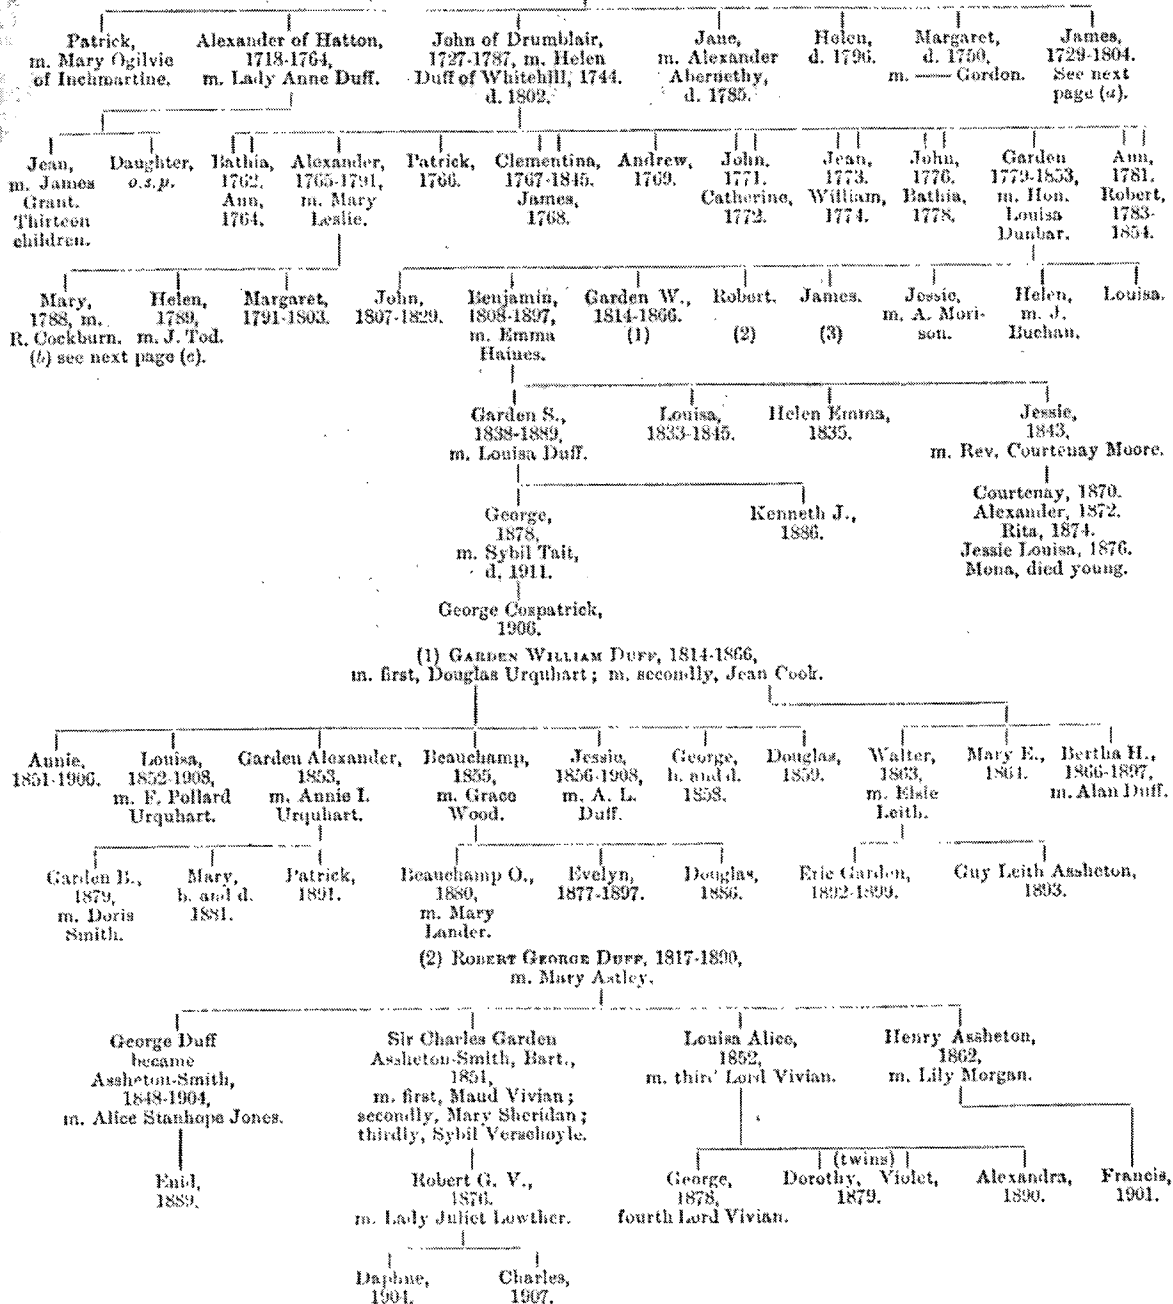 Patrick,
m. Mary Ogilvie
of Inchmartine.
Alexander of Hatton,
1718-1764,
m. Lady Anne Duff.
John of Drumblair,
1727-1787, m. Helen
Duff of Whitehill, 1744.
d. 1802.
Jane,
m. Alexander
Abernethy,
d. 1785.
Helen,
d. 1796.
Margaret,
d. 1750,
m. —— Gordon.
James,
1729-1804.
See next
page (a).
Jean,
m. James
Grant.
Thirteen
children.
Daughter,
o.s.p.
Bathia,
1762.
Ann,
1764.
Alexander,
1765-1791,
m. Mary
Leslie.
Patrick,
1766.
Clementina,
1767-1845.
James,
1768.
Andrew,
1769.
John.
1771.
Catherine,
1772.
Jean,
1773.
William,
1774.
John,
1776.
Bathia,
1778.
Garden
1779-1853,
m. Hon.
Louisa
Dunbar.
Ann,
1781.
Robert,
1783-
1854.
Mary,
1788, m.
R. Cockburn.
(b) see next page (c).
Helen,
1789,
m. J. Tod.
Margaret,
1791-1803.
John,
1807-1829.
Benjamin,
1808-1897,
m. Emma
Haines.
Garden W.,
1814-1866.
(1)
Robert.
(2)
James.
(3)
Jessie,
m. A. Mori-
son.
Helen,
m. J.
Buchan.
Louisa.
Garden S.,
1838-1889,
m. Louisa Duff.
Louisa,
1833-1845.
Helen Emma,
1835.
Jessie,
1843,
m. Rev. Courtenay Moore.
George,
1878,
m. Sybil Tait,
d. 1911.
Kenneth J.,
1886.
Courtenay, 1870.
Alexander, 1872.
Rita, 1874.
Jessie Louisa, 1876.
Mona, died young.
George Cospatrick,
1906.
(1) GARDEN WILLIAM DUFF, 1814-1866,
m. first, Douglas Urquhart; m. secondly, Jean Cook.
Annie,
1851-1906.
Louisa,
1852-1908,
m. F. Pollard
Urquhart.
Garden Alexander,
1853,
m. Annie I.
Urquhart.
Beauchamp,
1855,
m. Grace
Wood.
Jessie,
1856-1908,
m. A. L.
Duff.
George,
b. and d.
1858.
Douglas,
1859.
Walter,
1863,
m. Elsie
Leith.
Mary E.,
1864.
Bertha H.,
1866-1897,
m. Alan Duff.
Garden B.,
1879,
m. Doris
Smith.
Mary,
b. and d.
1881.
Patrick,
1891.
Beauchamp O.,
1880,
m. Mary
Lander.
Evelyn,
1877-1897.
Douglas,
1886.
Eric Garden,
1892-1899.
Guy Leith Assheton,
1893.
(2) ROBERT GEORGE DUFF, 1817-1890,
m. Mary Astley.
George Duff
became
Assheton-Smith,
1848-1904,
m. Alice Stanhope Jones.
Sir Charles Garden
Assheton-Smith, Bart.,
1851,
m. first, Maud Vivian;
secondly, Mary Sheridan;
thirdly, Sybil Verschoyle.
Louisa Alice,
1852,
m. third Lord Vivian.
Henry Assheton,
1862,
m. Lily Morgan.
Enid,
1889.
Robert G. V.,
1876,
m. Lady Juliet Lowther.
George,
1878,
fourth Lord Vivian.
(twins)
Dorothy, Violet,
1879.
Alexandra,
1890.
Francis,
1901.
Daphne,
1904.
Charles,
1907.